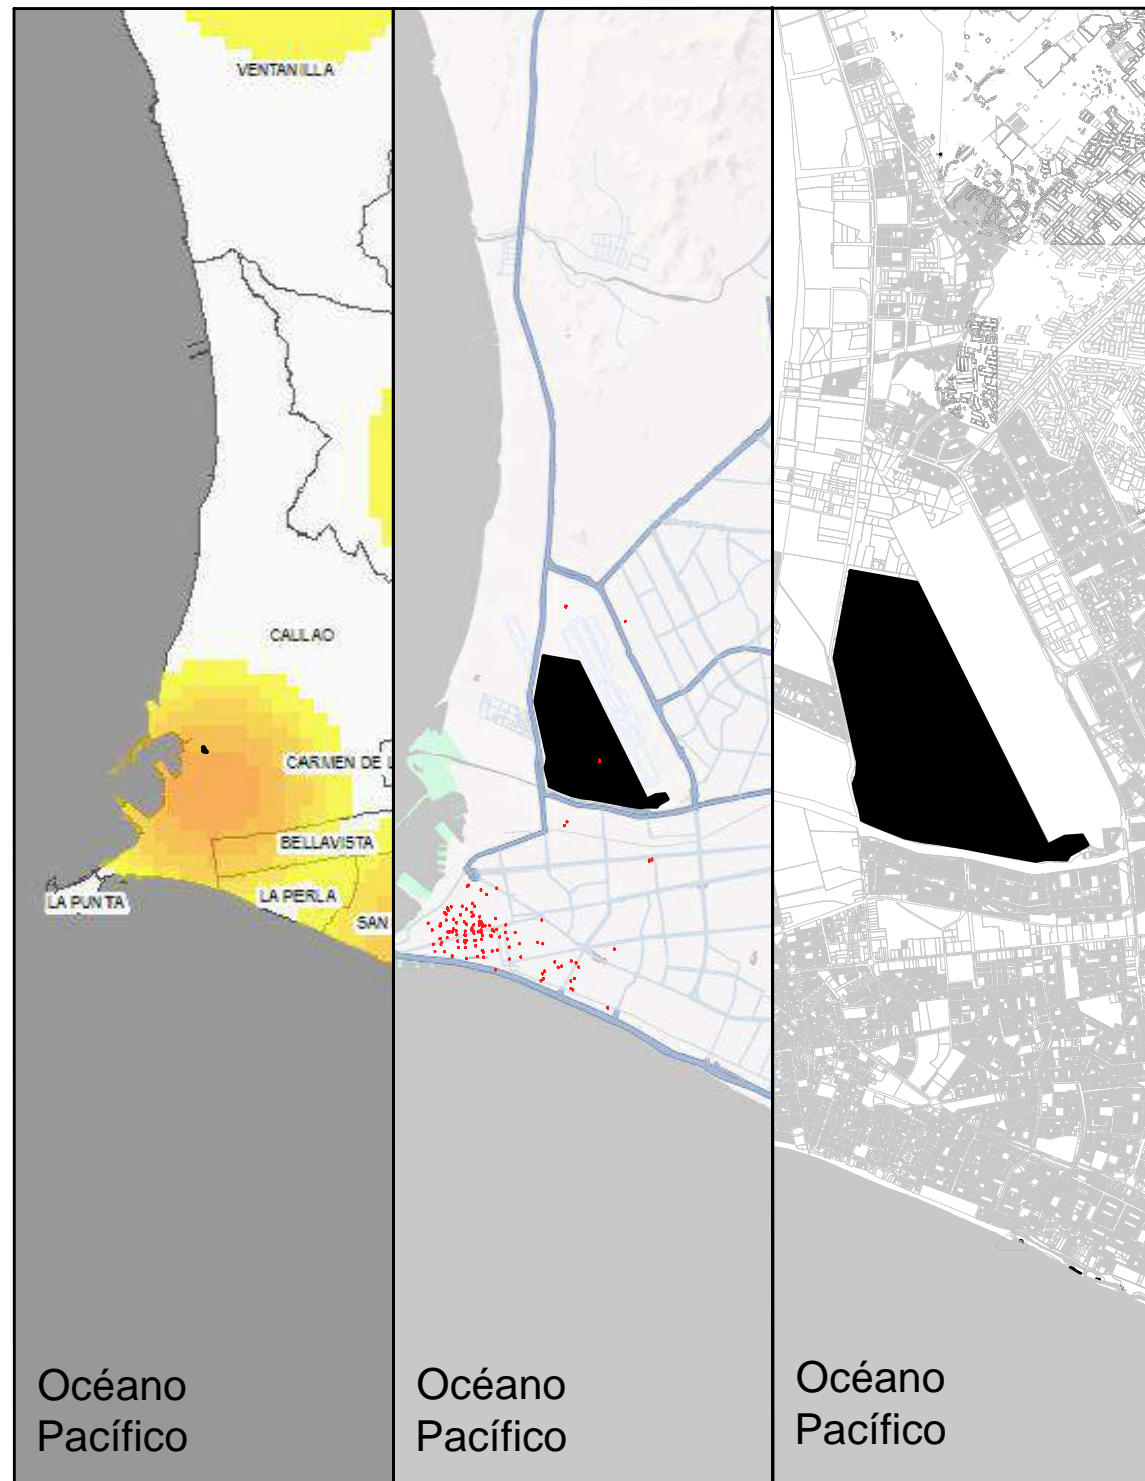 VENTANILLA
CALLAO
CARMEN DE L
BELLAVISTA
LA PERLA
LA PUNTA
SAN
Océano
Pacífico
Océano
Pacífico
Océano
Pacífico